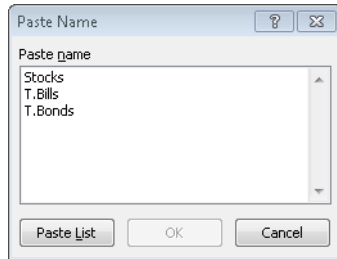 Paste Name
Paste name
Stocks
T.Bills
T.Bonds
Paste List
OK
Cancel